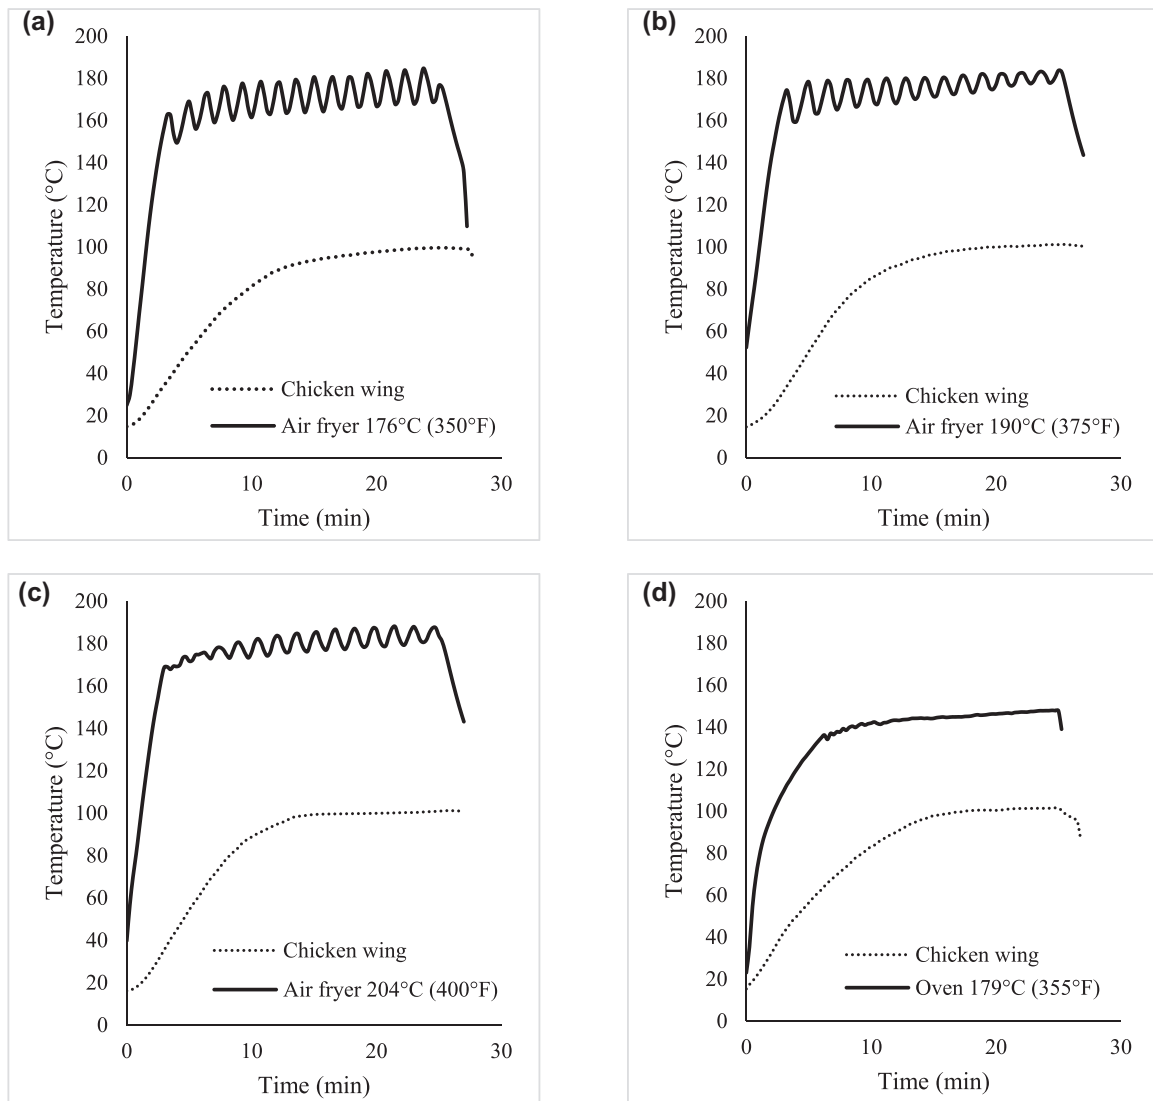 (a)
200
180
160
140
120
100
80
60
40
20
0
Temperature (°C)
Chicken wing
Air fryer 176°C (350°F)
0 10 20 30
Time (min)
(b)
200
180
160
140
120
100
80
60
40
20
0
Temperature (°C)
Chicken wing
Air fryer 190°C (375°F)
0 10 20 30
Time (min)
(c)
200
180
160
140
120
100
80
60
40
20
0
Temperature (°C)
Chicken wing
Air fryer 204°C (400°F)
0 10 20 30
Time (min)
(d)
200
180
160
140
120
100
80
60
40
20
0
Temperature (°C)
Chicken wing
Oven 179°C (355°F)
0 10 20 30
Time (min)